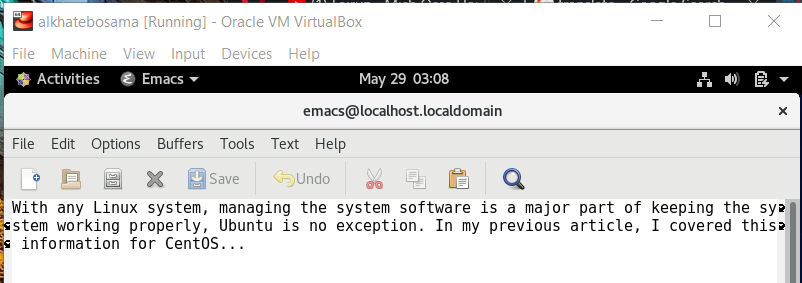 alkhatebosama [Running] - Oracle VM VirtualBox
File Machine View Input Devices Help
Activities Emacs May 29 03:08
emacs@localhost.localdomain
File Edit Options Buffers Tools Text Help
Save Undo
With any Linux system, managing the system software is a major part of keeping the sy
stem working properly, Ubuntu is no exception. In my previous article, I covered this
information for CentOS...